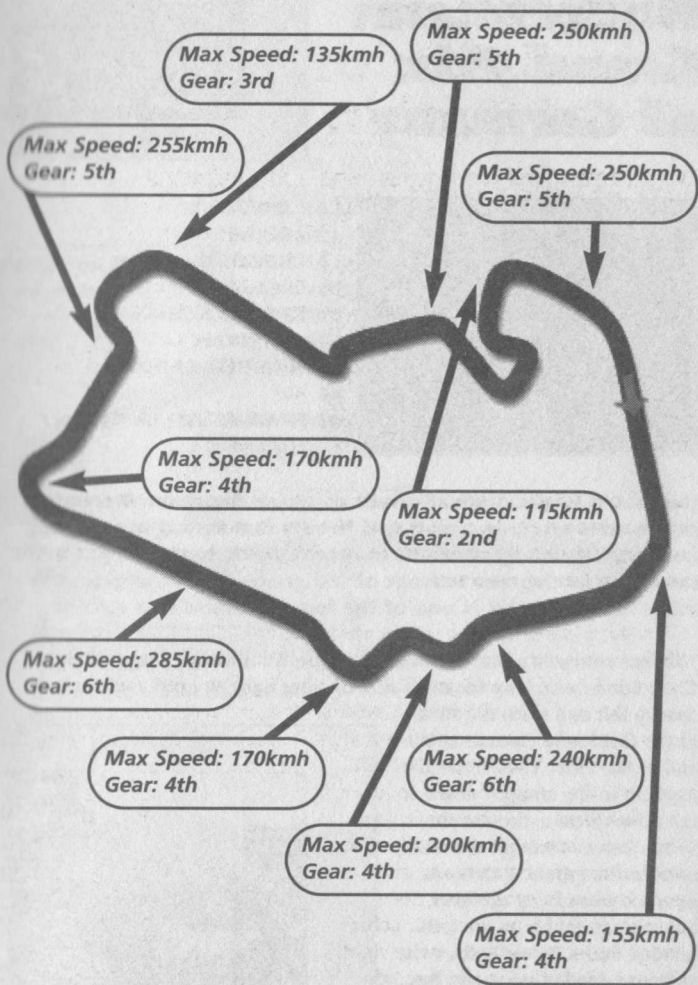 Max Speed: 135kmh
Gear: 3rd
Max Speed: 250kmh
Gear: 5th
Max Speed: 255kmh
Gear: 5th
Max Speed: 250kmh
Gear: 5th
Max Speed: 170kmh
Gear: 4th
Max Speed: 115kmh
Gear: 2nd
Max Speed: 285kmh
Gear: 6th
Max Speed: 170kmh
Gear: 4th
Max Speed: 240kmh
Gear: 6th
Max Speed: 200kmh
Gear: 4th
Max Speed: 155kmh
Gear: 4th